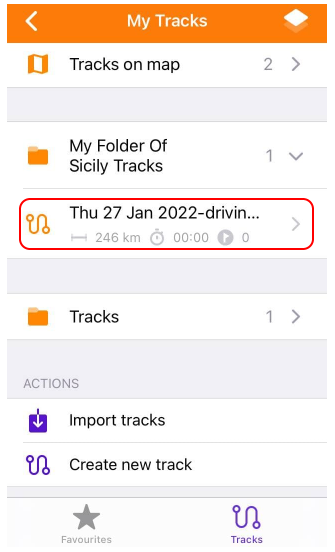 My Tracks
Tracks on map 2
My Folder Of
Sicily Tracks
1
Thu 27 Jan 2022-drivin...
246 km 00:00 0
Tracks 1
ACTIONS
Import tracks
Create new track
Favourites Tracks